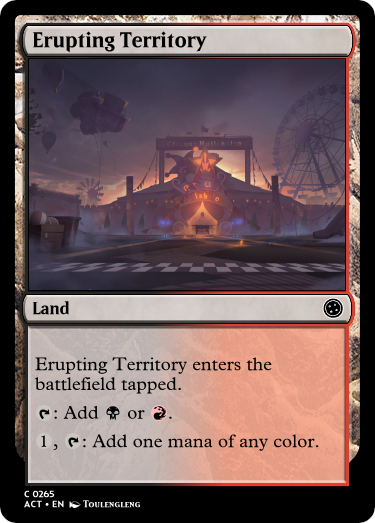 Erupting Territory
Land
Erupting Territory enters the
battlefield tapped.
: Add or .
1 , : Add one mana of any color.
C 0265
ACT • EN Toulengleng